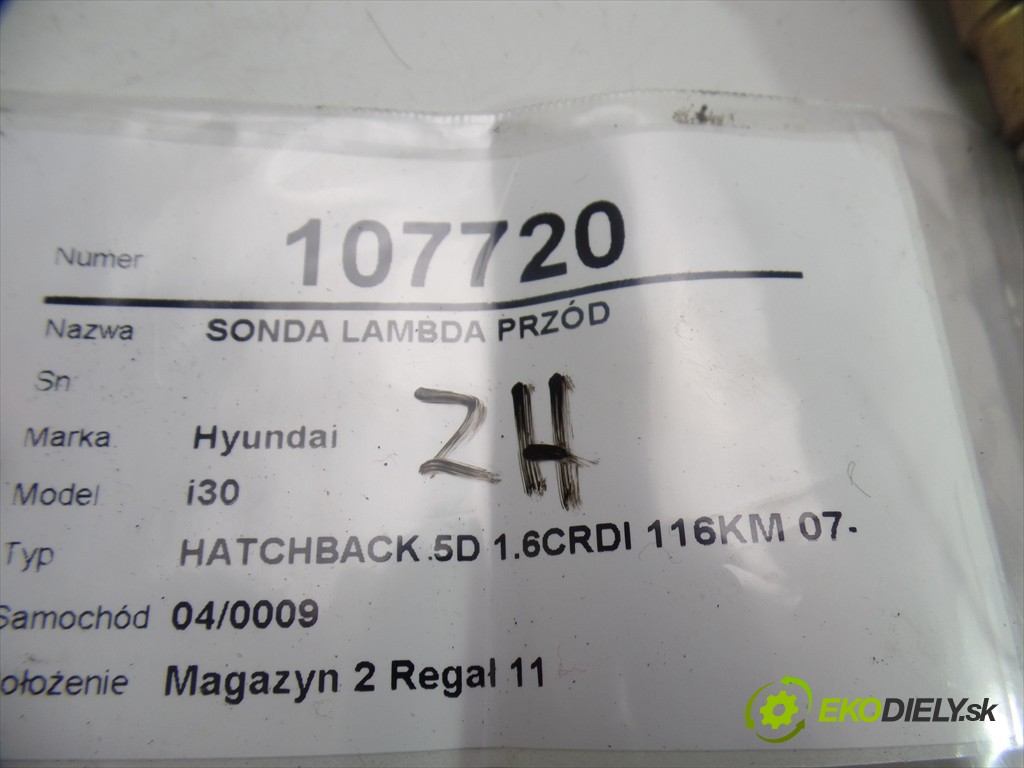 Numer 107720
Nazwa SONDA LAMBDA PRZÓD
Sn
ZH
Marka Hyundai
Model i30
Typ HATCHBACK 5D 1.6CRDI 116KM 07-
Samochód 04/0009
ołożenie Magazyn 2 Regał 11
EKODIELY.sk